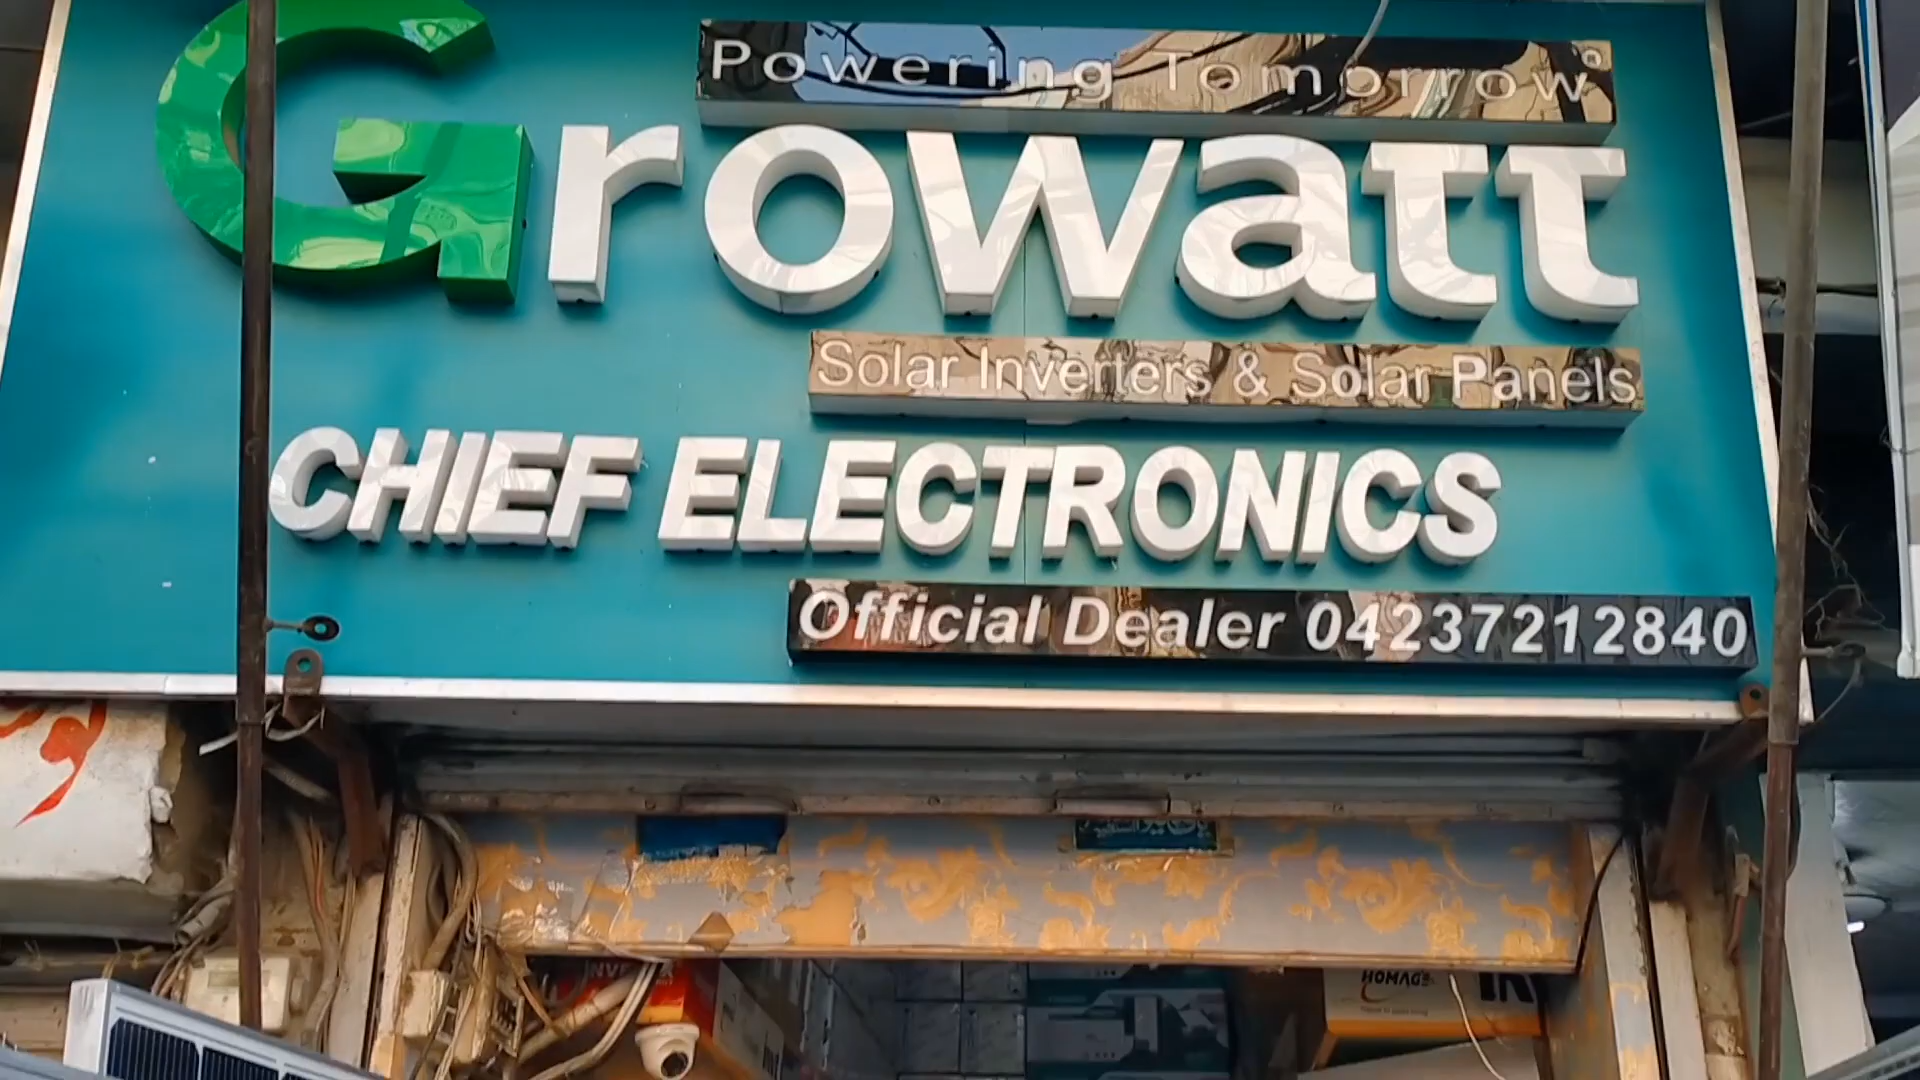 Powering Tomorrow®
Growatt
Solar Inverters & Solar Panels
CHIEF ELECTRONICS
Official Dealer 04237212840
HOMAGE